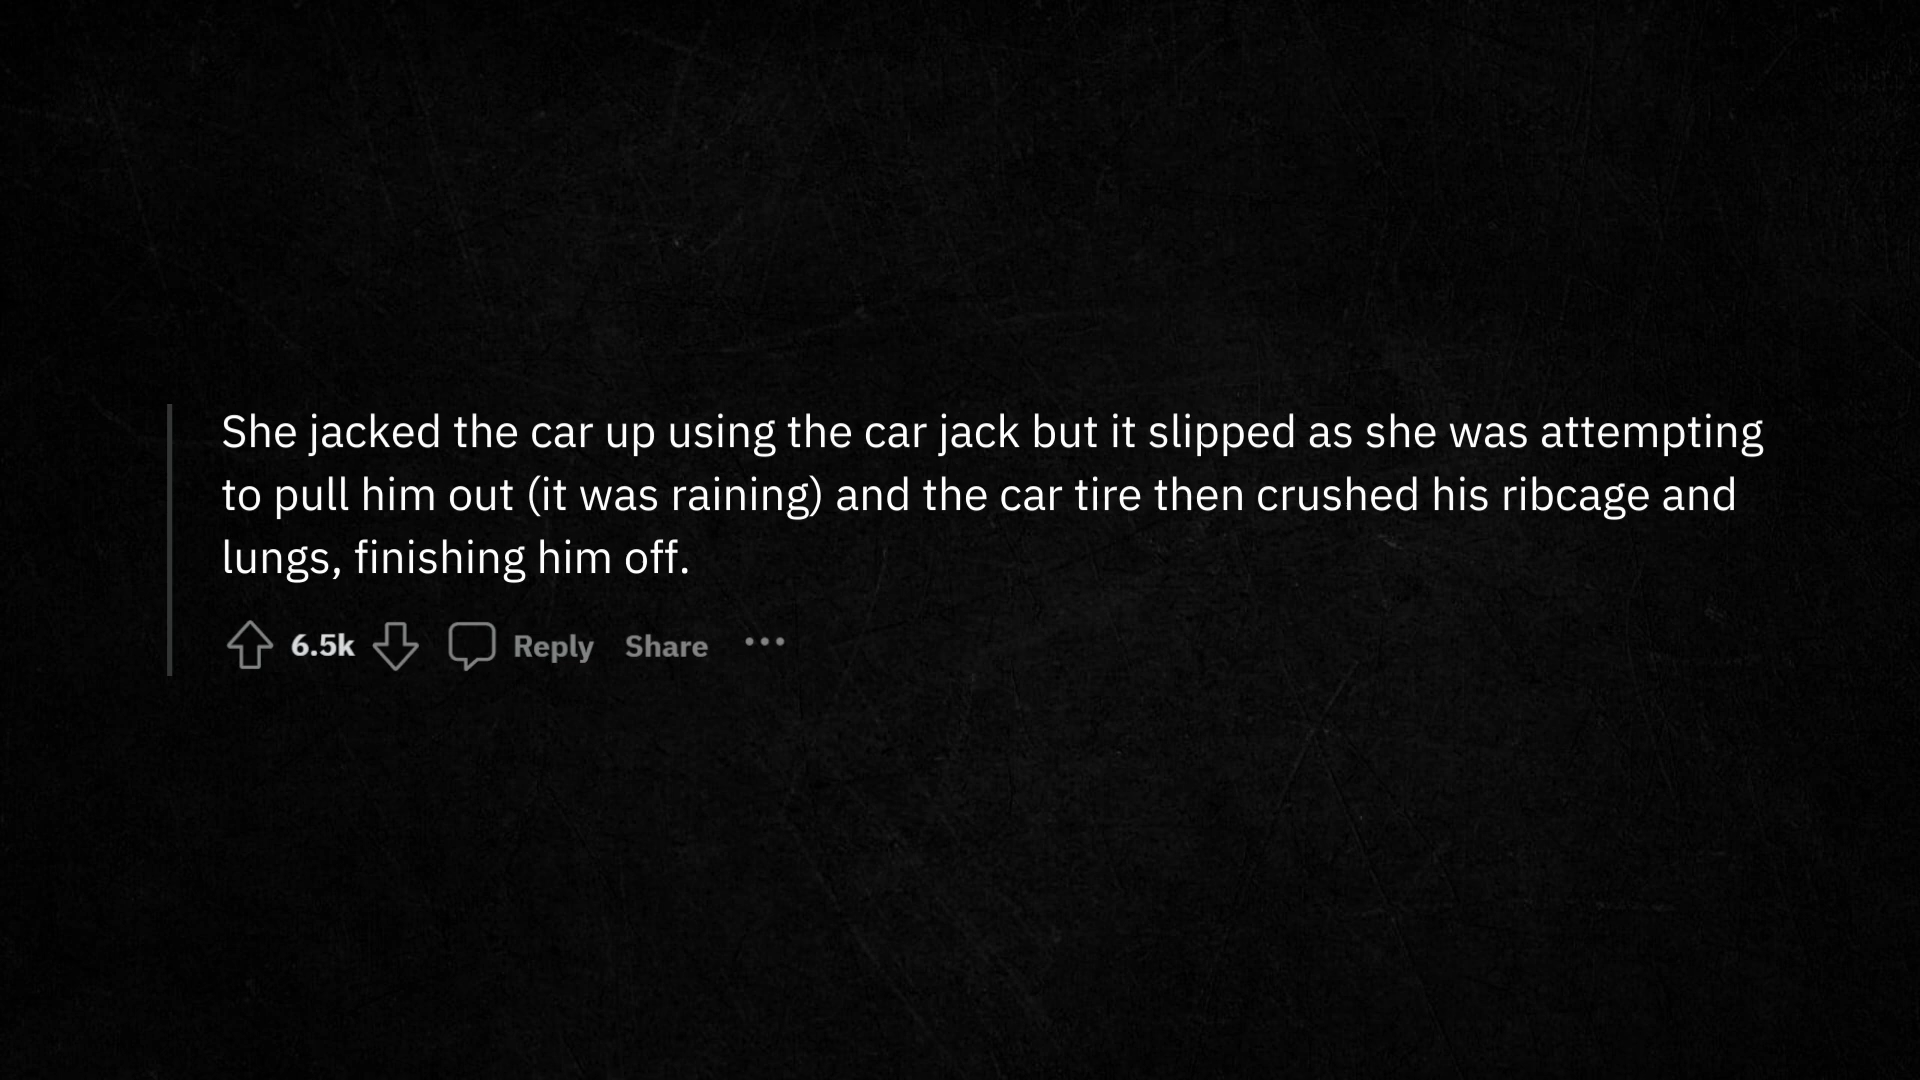 She jacked the car up using the car jack but it slipped as she was attempting
to pull him out (it was raining) and the car tire then crushed his ribcage and
lungs, finishing him off.
6.5k Reply Share